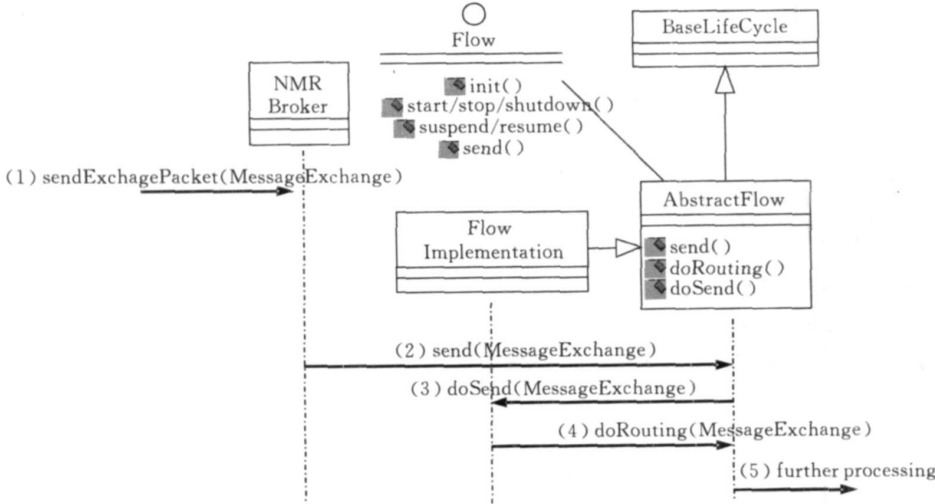 Flow
init()
start/stop/shutdown()
suspend/resume()
send()
BaseLifeCycle
NMR
Broker
(1) sendExchagePacket(MessageExchange)
AbstractFlow
send()
doRouting()
doSend()
Flow
Implementation
(2) send(MessageExchange)
(3) doSend(MessageExchange)
(4) doRouting(MessageExchange)
(5) further processing